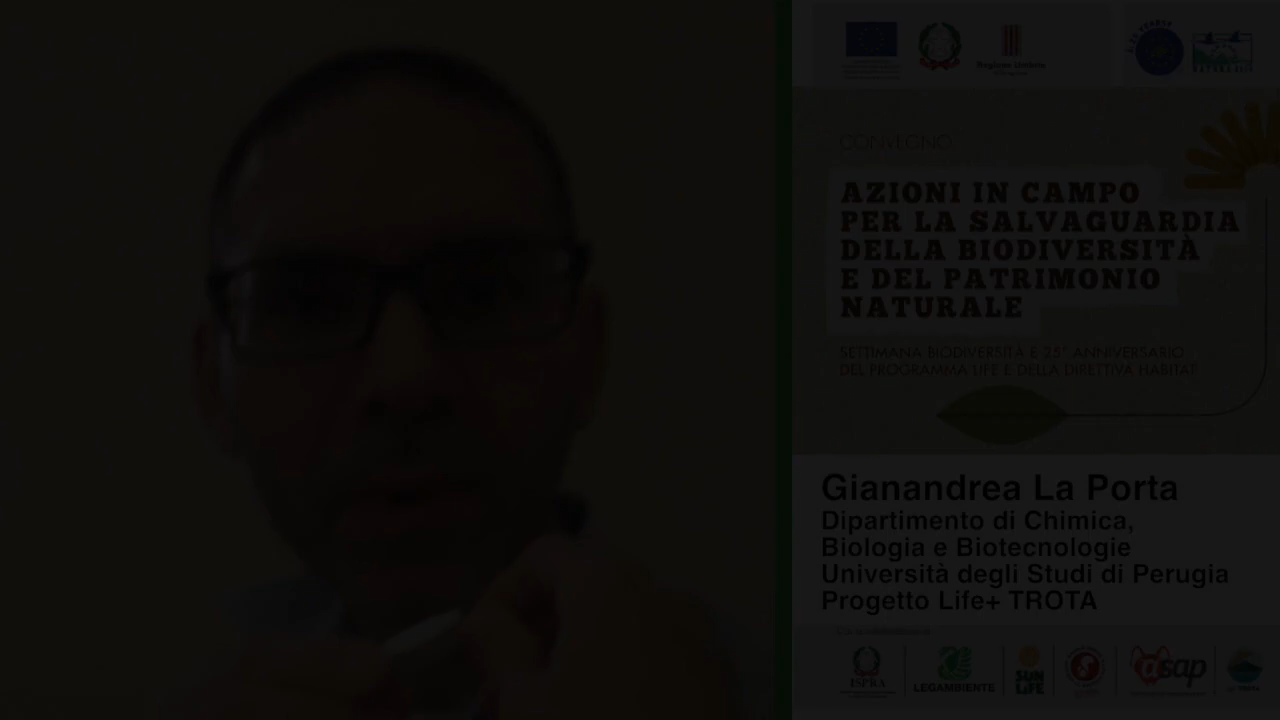 CONVEGNO
AZIONI IN CAMPO
PER LA SALVAGUARDIA
DELLA BIODIVERSITÀ
E DEL PATRIMONIO
NATURALE
SETTIMANA BIODIVERSITÀ E 25° ANNIVERSARIO
DEL PROGRAMMA LIFE E DELLA DIRETTIVA HABITAT
Gianandrea La Porta
Dipartimento di Chimica,
Biologia e Biotecnologie
Università degli Studi di Perugia
Progetto Life+ TROTA
Regione Umbria
ISPRA
LEGAMBIENTE
SUN
LIFE
asap